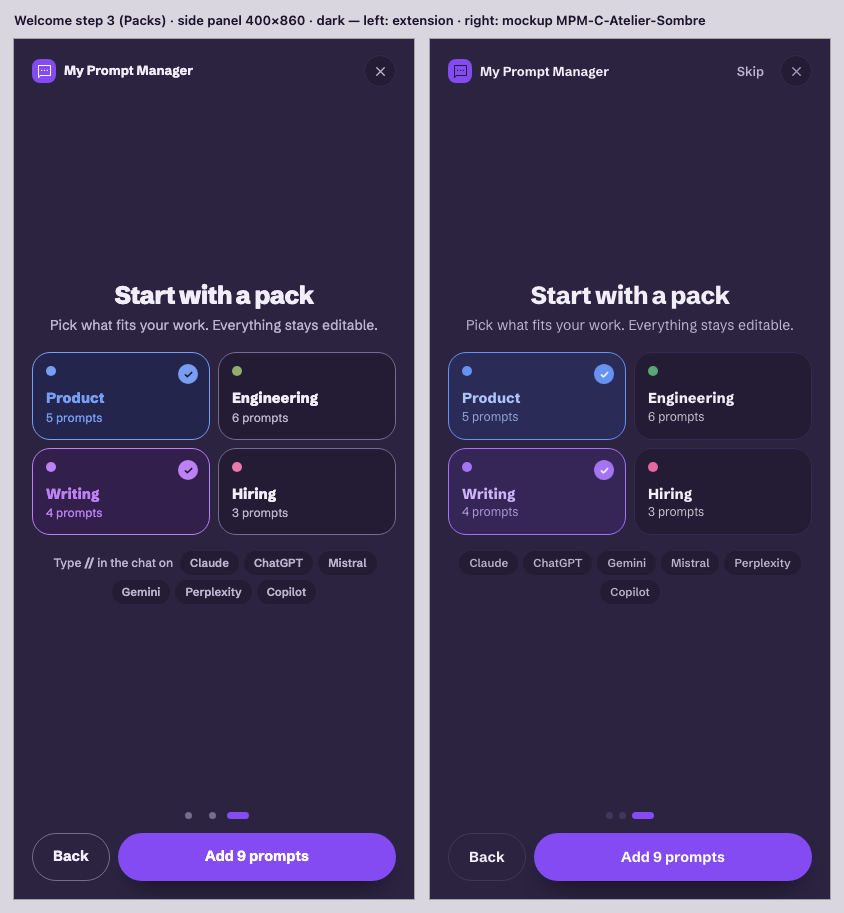 Welcome step 3 (Packs) · side panel 400×860 · dark — left: extension · right: mockup MPM-C-Atelier-Sombre
My Prompt Manager
Start with a pack
Pick what fits your work. Everything stays editable.
Product
5 prompts
Engineering
6 prompts
Writing
4 prompts
Hiring
3 prompts
Type // in the chat on Claude ChatGPT Mistral
Gemini Perplexity Copilot
Back
Add 9 prompts
My Prompt Manager
Skip
Start with a pack
Pick what fits your work. Everything stays editable.
Product
5 prompts
Engineering
6 prompts
Writing
4 prompts
Hiring
3 prompts
Claude ChatGPT Gemini Mistral Perplexity
Copilot
Back
Add 9 prompts